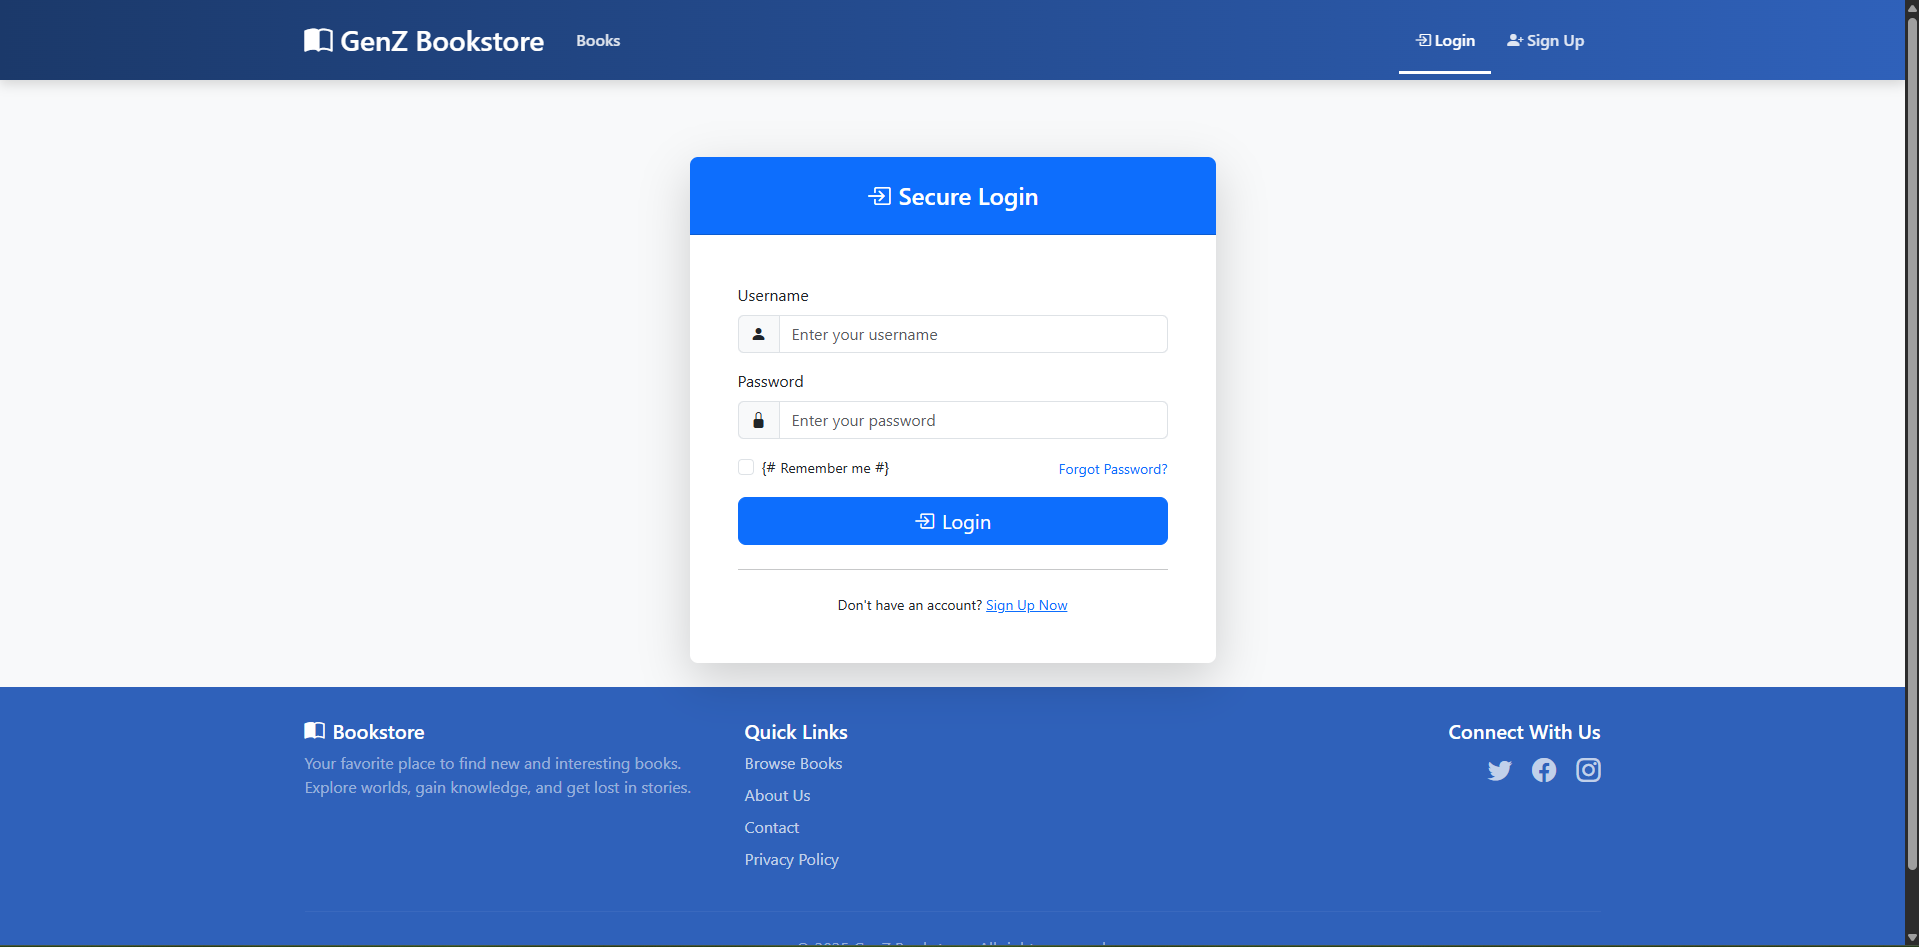 GenZ Bookstore Books Login Sign Up
Secure Login
Username
Enter your username
Password
Enter your password
{# Remember me #} Forgot Password?
Login
Don't have an account? Sign Up Now
Bookstore
Your favorite place to find new and interesting books.
Explore worlds, gain knowledge, and get lost in stories.
Quick Links
Browse Books
About Us
Contact
Privacy Policy
Connect With Us